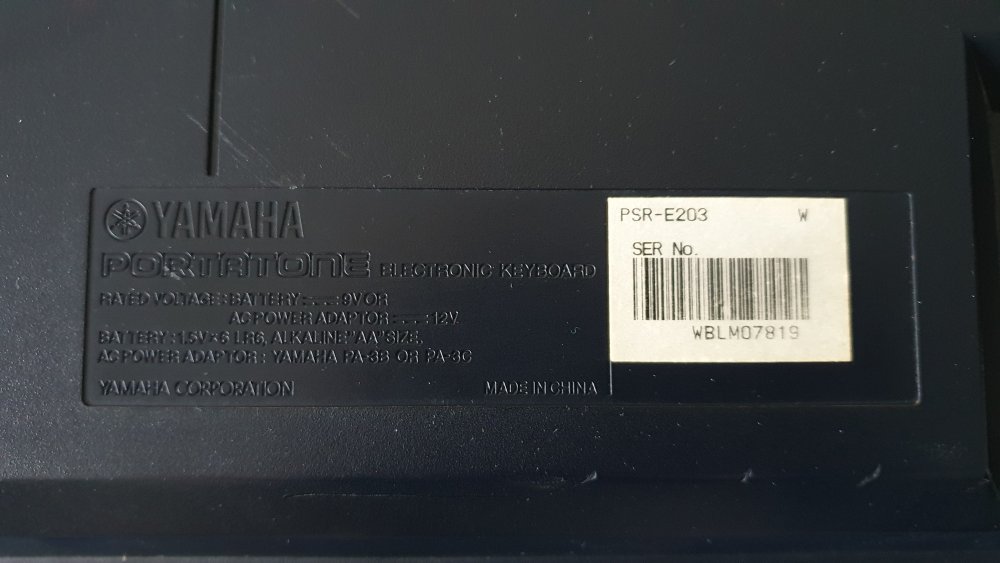 YAMAHA
PORTATONE ELECTRONIC KEYBOARD
RATED VOLTAGES: BATTERY : ⎓ : 9V OR
AC POWER ADAPTOR : ⎓ : 12V.
BATTERY : 1.5V×6 LR6, ALKALINE "AA" SIZE,
AC POWER ADAPTOR : YAMAHA PA-3B OR PA-3C
YAMAHA CORPORATION MADE IN CHINA
PSR-E203 W
SER No.
WBLM07819